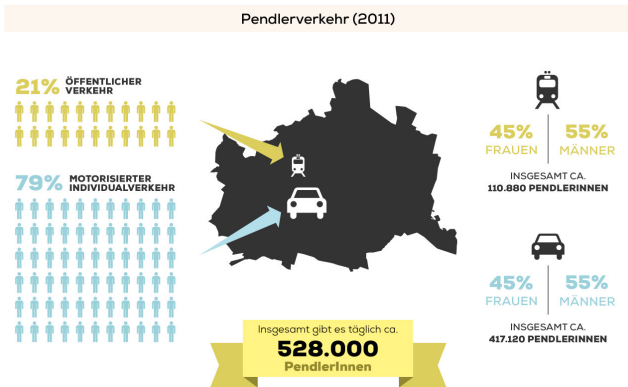 Pendlerverkehr (2011)
21% ÖFFENTLICHER
VERKEHR
79% MOTORISIERTER
INDIVIDUALVERKEHR
45% 55%
FRAUEN MÄNNER
INSGESAMT CA.
110.880 PENDLERINNEN
45% 55%
FRAUEN MÄNNER
INSGESAMT CA.
417.120 PENDLERINNEN
Insgesamt gibt es täglich ca.
528.000
PendlerInnen